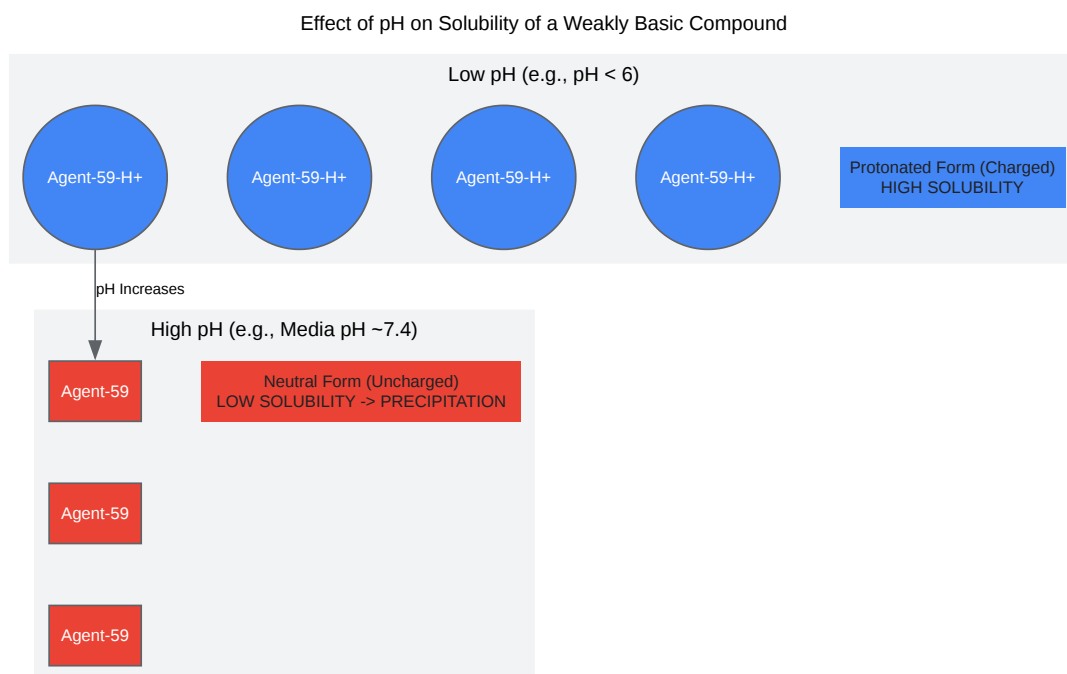 Effect of pH on Solubility of a Weakly Basic Compound
Low pH (e.g., pH < 6)
Agent-59-H+
Agent-59-H+
Agent-59-H+
Agent-59-H+
Protonated Form (Charged)
HIGH SOLUBILITY
pH Increases
High pH (e.g., Media pH ~7.4)
Agent-59
Neutral Form (Uncharged)
LOW SOLUBILITY -> PRECIPITATION
Agent-59
Agent-59